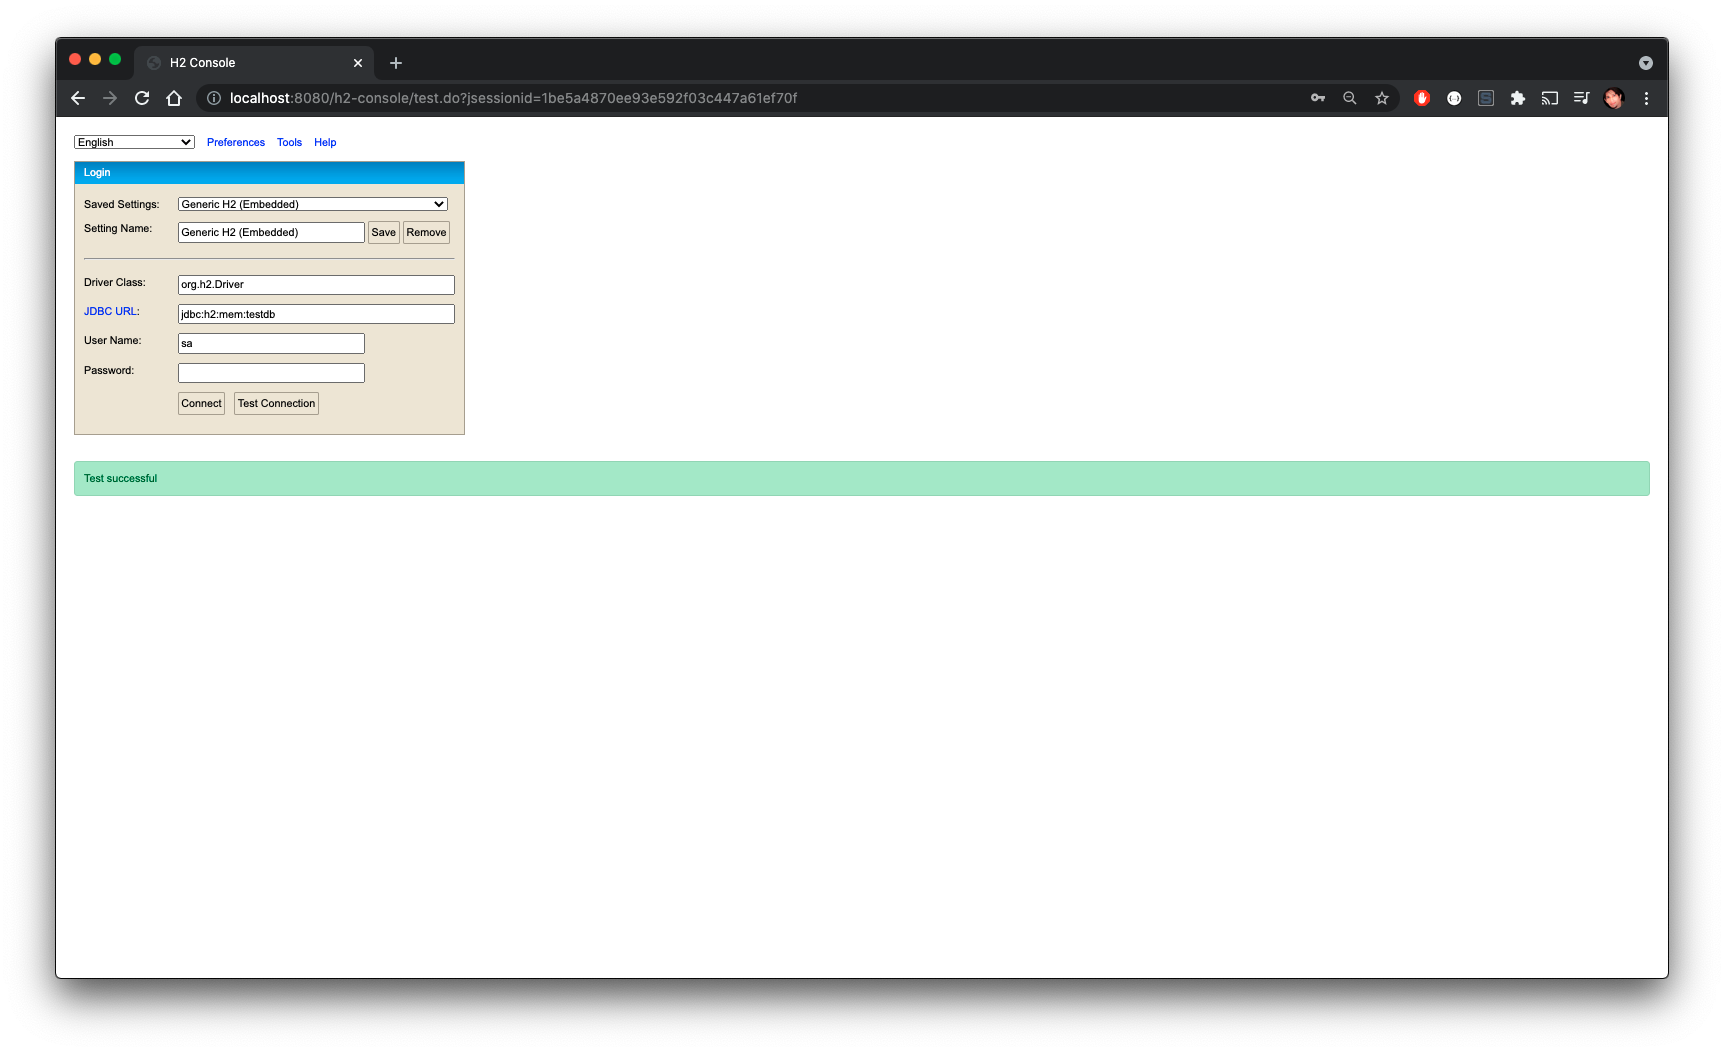 H2 Console
localhost:8080/h2-console/test.do?jsessionid=1be5a4870ee93e592f03c447a61ef70f
English Preferences Tools Help
Login
Saved Settings: Generic H2 (Embedded)
Setting Name: Generic H2 (Embedded) Save Remove
Driver Class: org.h2.Driver
JDBC URL: jdbc:h2:mem:testdb
User Name: sa
Password:
Connect Test Connection
Test successful